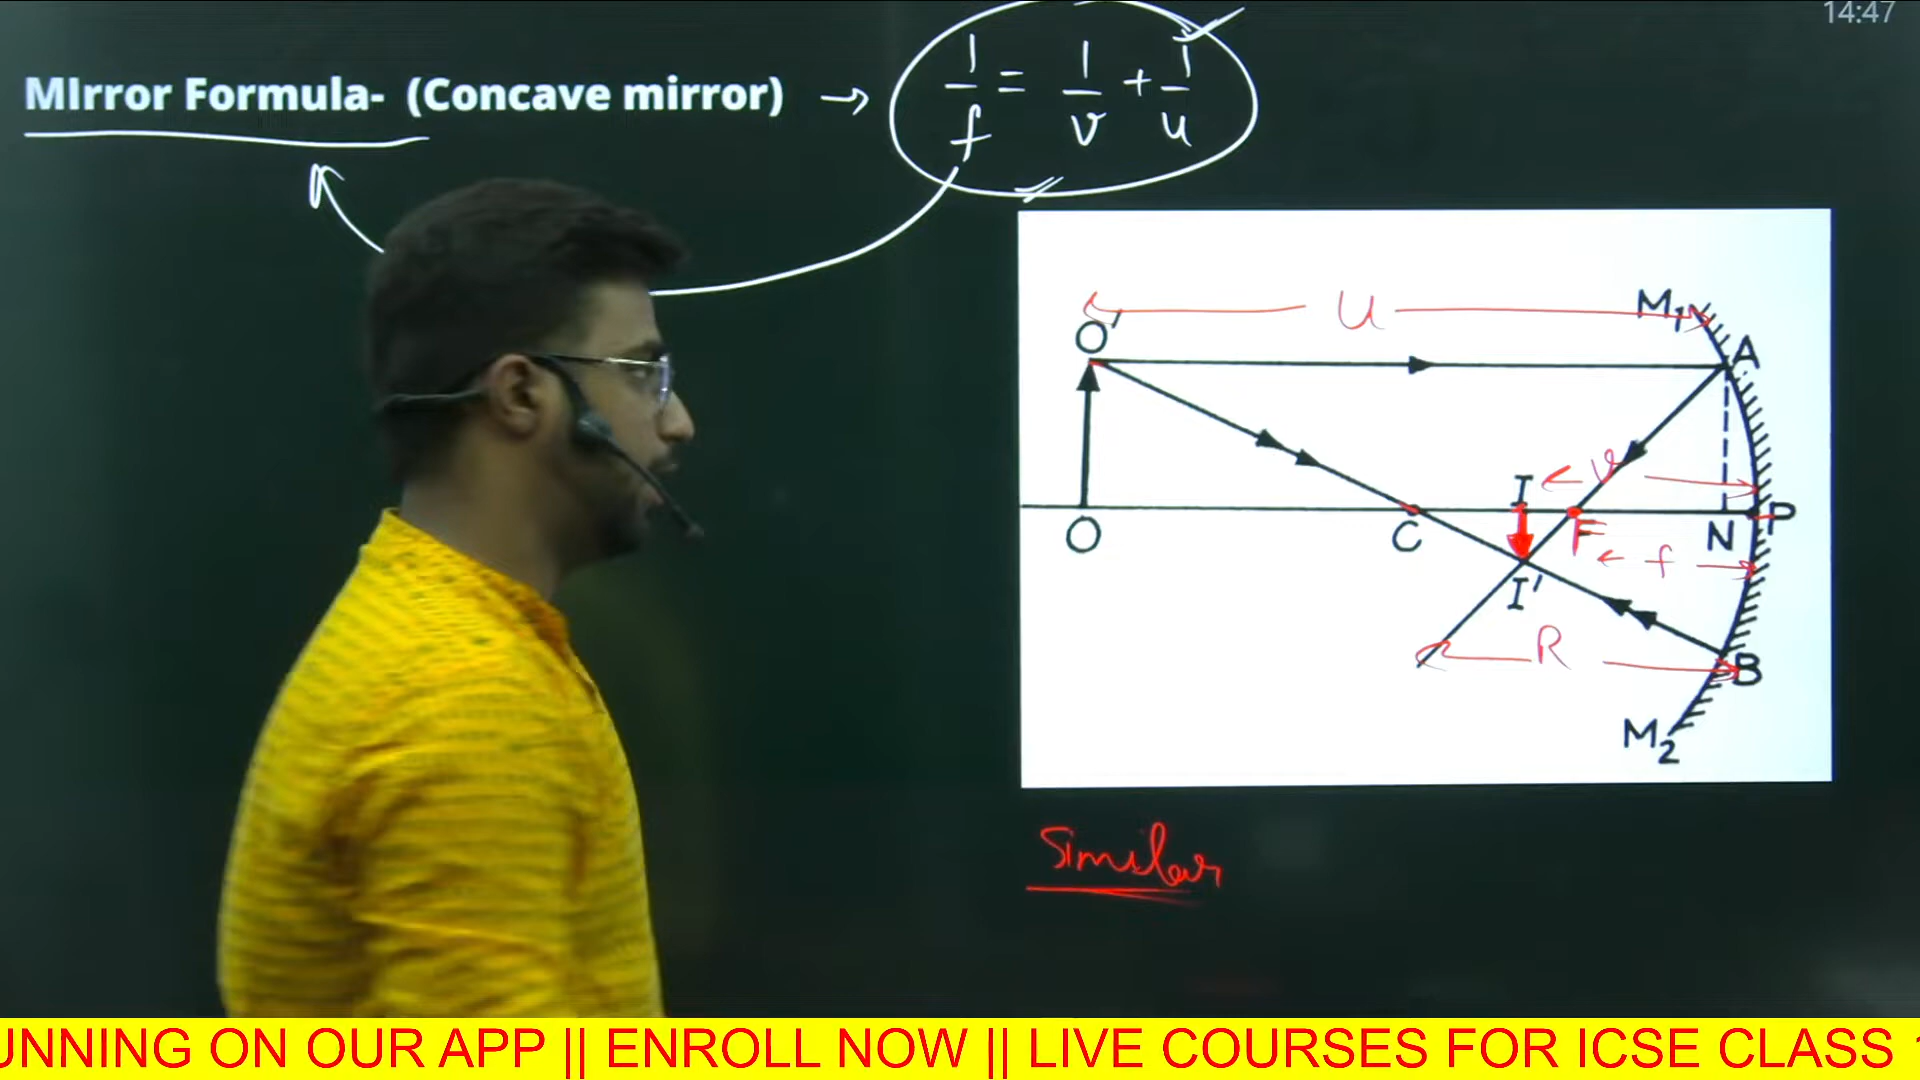 14:47
MIrror Formula- (Concave mirror) → 1/f = 1/v + 1/u
U
M1
O'
A
I
v
O
C
F
N
P
f
I'
R
B
M2
Similar
UNNING ON OUR APP || ENROLL NOW || LIVE COURSES FOR ICSE CLASS